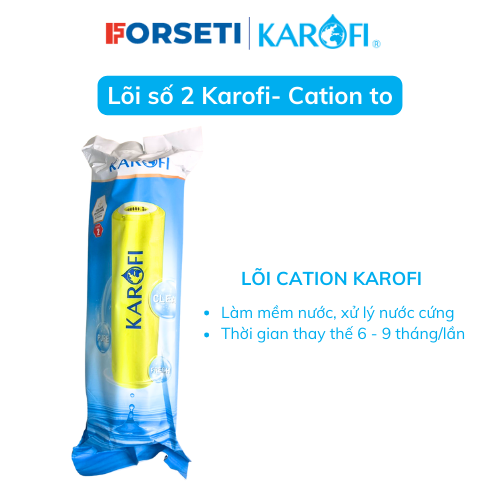 FORSETI | KAROFI®
Lõi số 2 Karofi- Cation to
KAROFI
KAROFI
CLEAN
LÕI CATION KAROFI
• Làm mềm nước, xử lý nước cứng
• Thời gian thay thế 6 - 9 tháng/lần